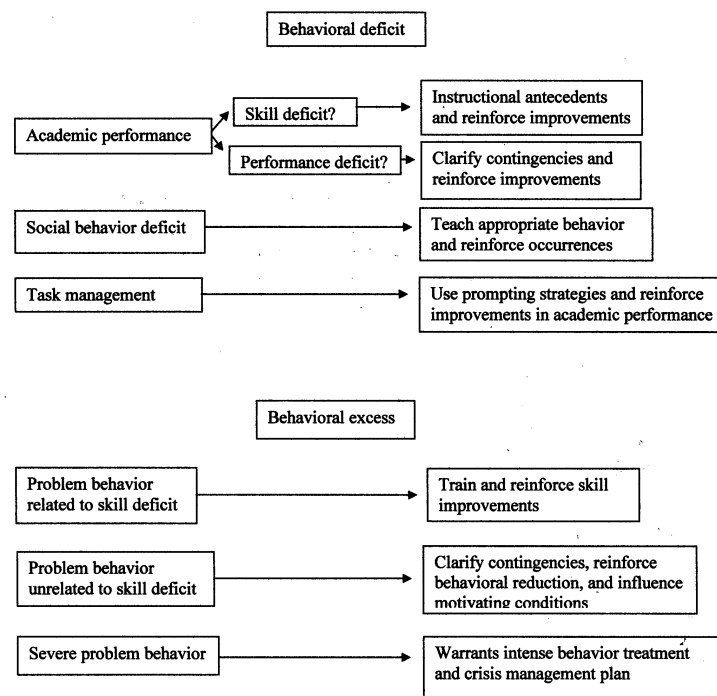 Behavioral deficit
Academic performance
Skill deficit?
Instructional antecedents
and reinforce improvements
Performance deficit?
Clarify contingencies and
reinforce improvements
Social behavior deficit
Teach appropriate behavior
and reinforce occurrences
Task management
Use prompting strategies and reinforce
improvements in academic performance
Behavioral excess
Problem behavior
related to skill deficit
Train and reinforce skill
improvements
Problem behavior
unrelated to skill deficit
Clarify contingencies, reinforce
behavioral reduction, and influence
motivating conditions
Severe problem behavior
Warrants intense behavior treatment
and crisis management plan